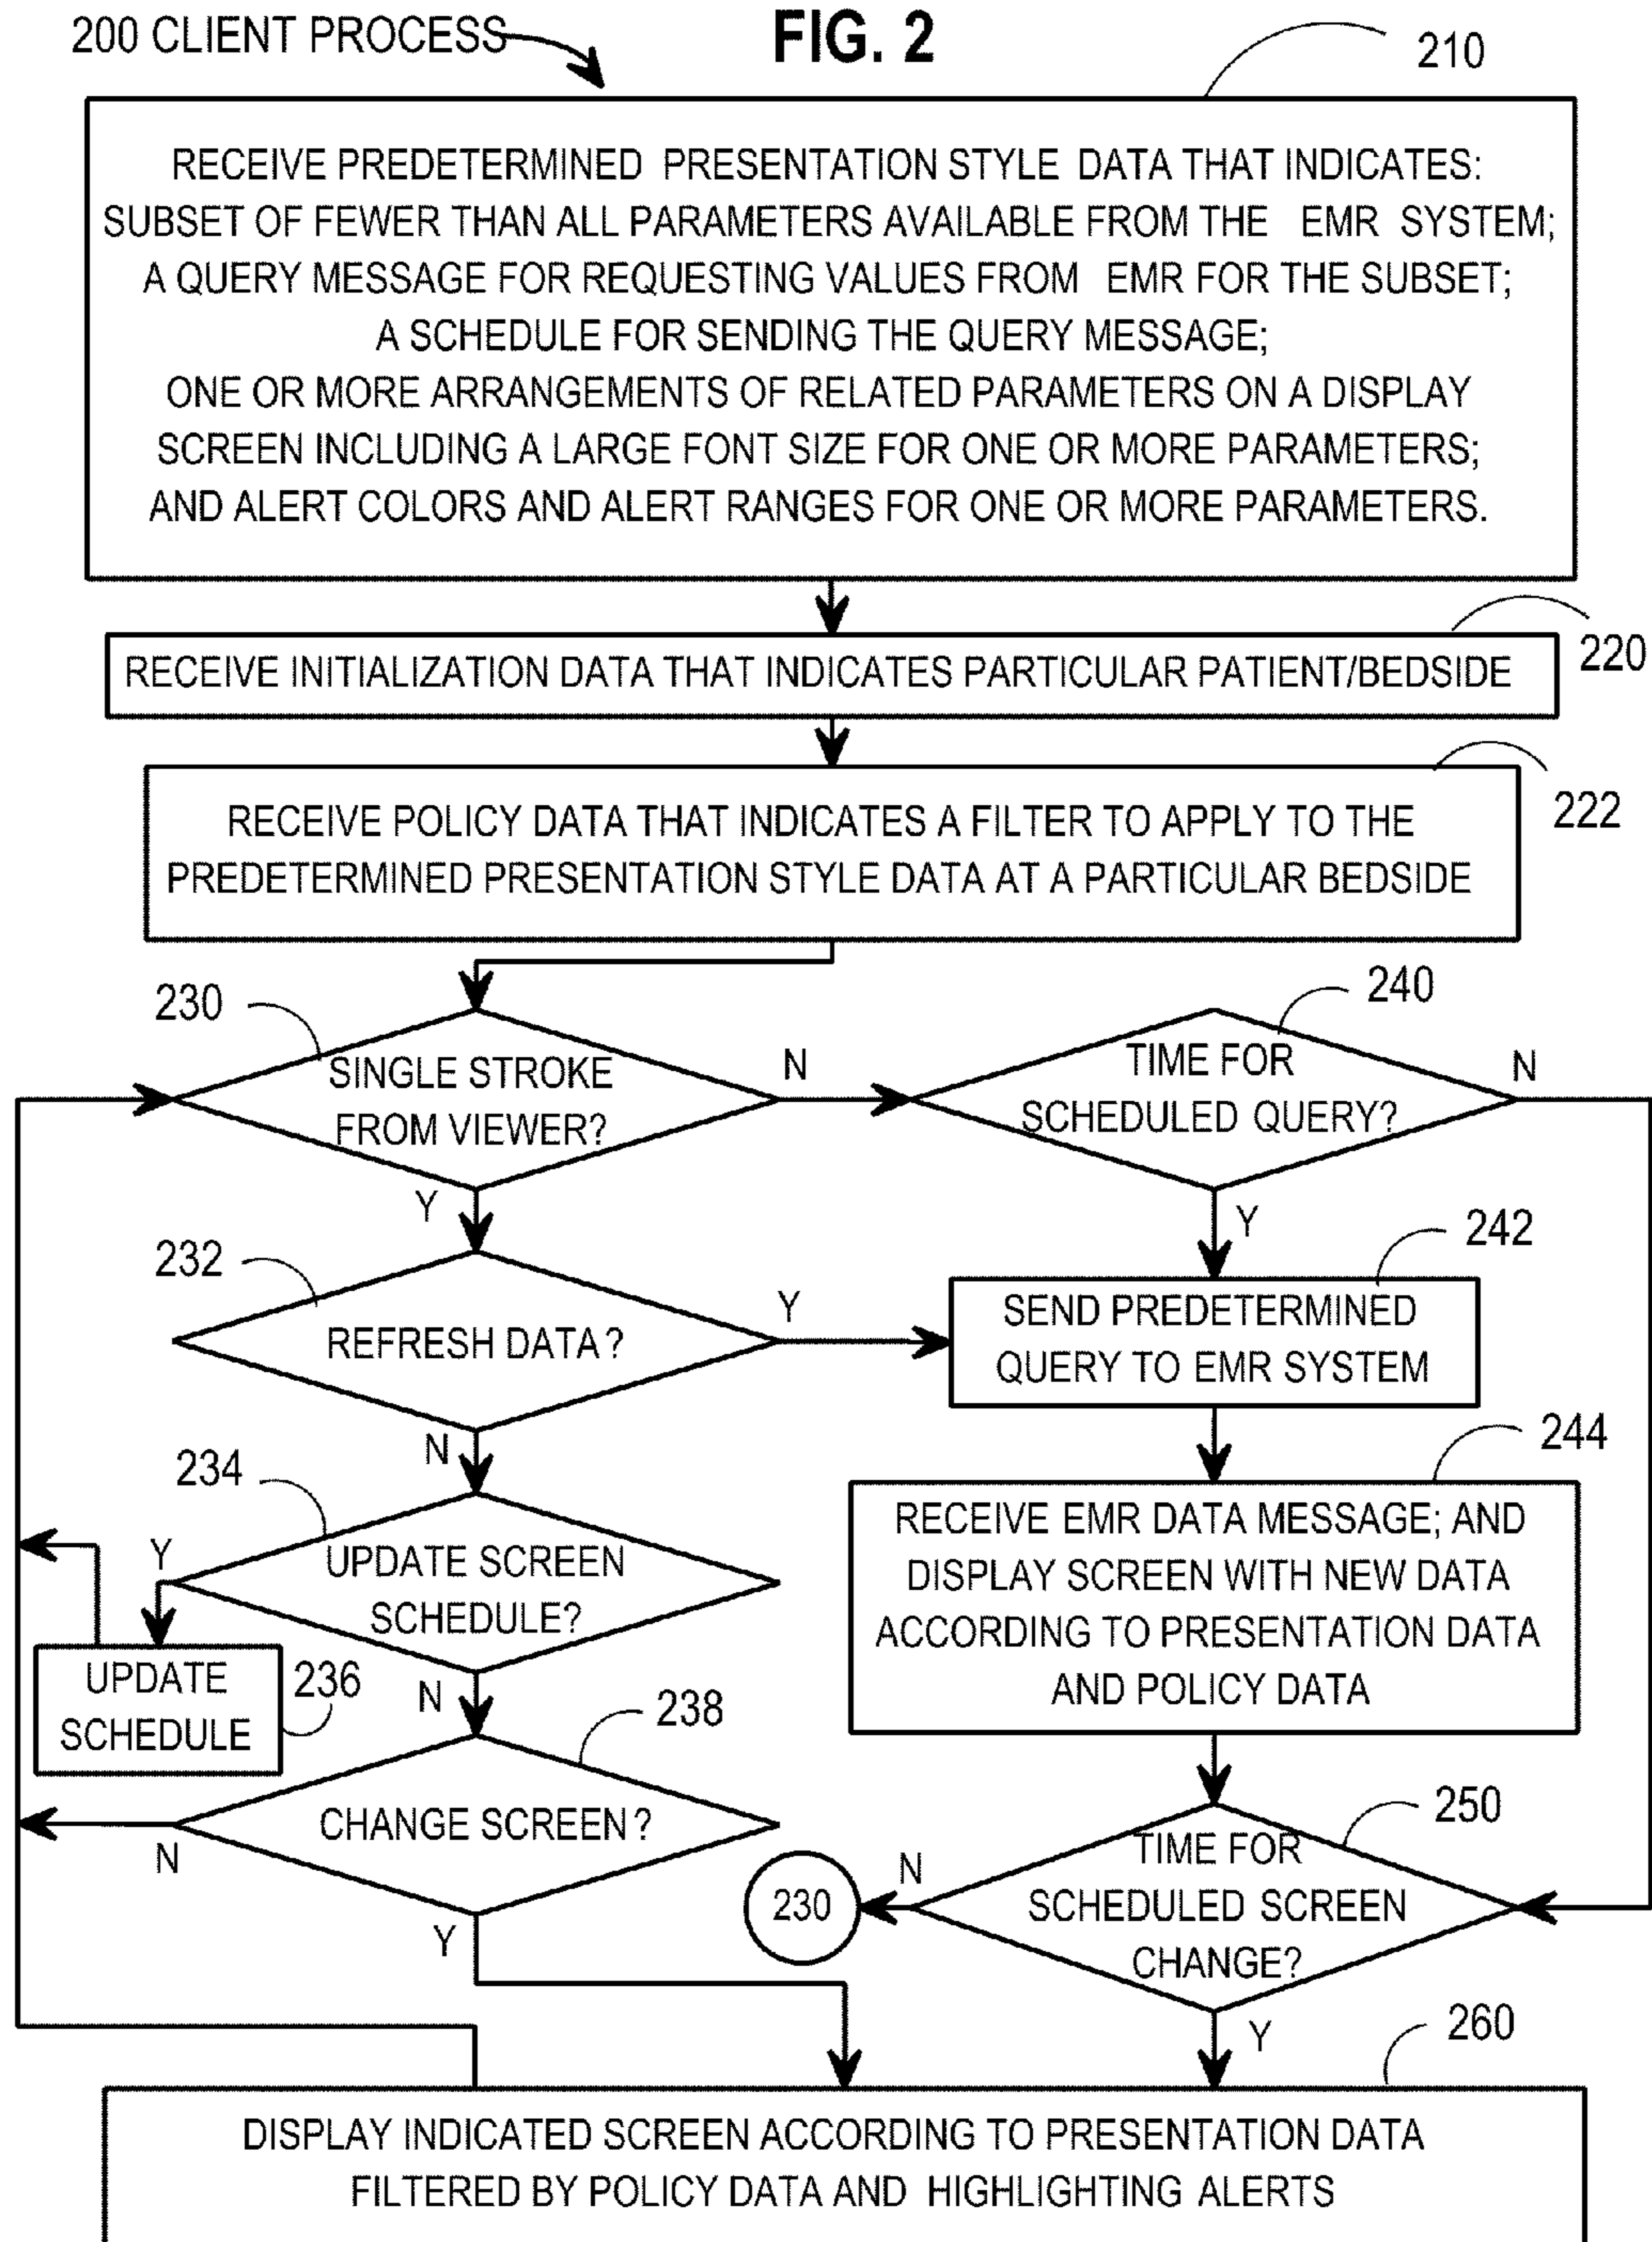 200 CLIENT PROCESS
FIG. 2
210
RECEIVE PREDETERMINED PRESENTATION STYLE DATA THAT INDICATES:
SUBSET OF FEWER THAN ALL PARAMETERS AVAILABLE FROM THE EMR SYSTEM;
A QUERY MESSAGE FOR REQUESTING VALUES FROM EMR FOR THE SUBSET;
A SCHEDULE FOR SENDING THE QUERY MESSAGE;
ONE OR MORE ARRANGEMENTS OF RELATED PARAMETERS ON A DISPLAY
SCREEN INCLUDING A LARGE FONT SIZE FOR ONE OR MORE PARAMETERS;
AND ALERT COLORS AND ALERT RANGES FOR ONE OR MORE PARAMETERS.
220
RECEIVE INITIALIZATION DATA THAT INDICATES PARTICULAR PATIENT/BEDSIDE
222
RECEIVE POLICY DATA THAT INDICATES A FILTER TO APPLY TO THE
PREDETERMINED PRESENTATION STYLE DATA AT A PARTICULAR BEDSIDE
230
SINGLE STROKE
FROM VIEWER?
N
Y
240
TIME FOR
SCHEDULED QUERY?
N
Y
232
REFRESH DATA?
Y
N
242
SEND PREDETERMINED
QUERY TO EMR SYSTEM
234
UPDATE SCREEN
SCHEDULE?
Y
N
244
RECEIVE EMR DATA MESSAGE; AND
DISPLAY SCREEN WITH NEW DATA
ACCORDING TO PRESENTATION DATA
AND POLICY DATA
UPDATE
SCHEDULE
236
238
CHANGE SCREEN?
N
Y
250
TIME FOR
SCHEDULED SCREEN
CHANGE?
N
230
Y
260
DISPLAY INDICATED SCREEN ACCORDING TO PRESENTATION DATA
FILTERED BY POLICY DATA AND HIGHLIGHTING ALERTS